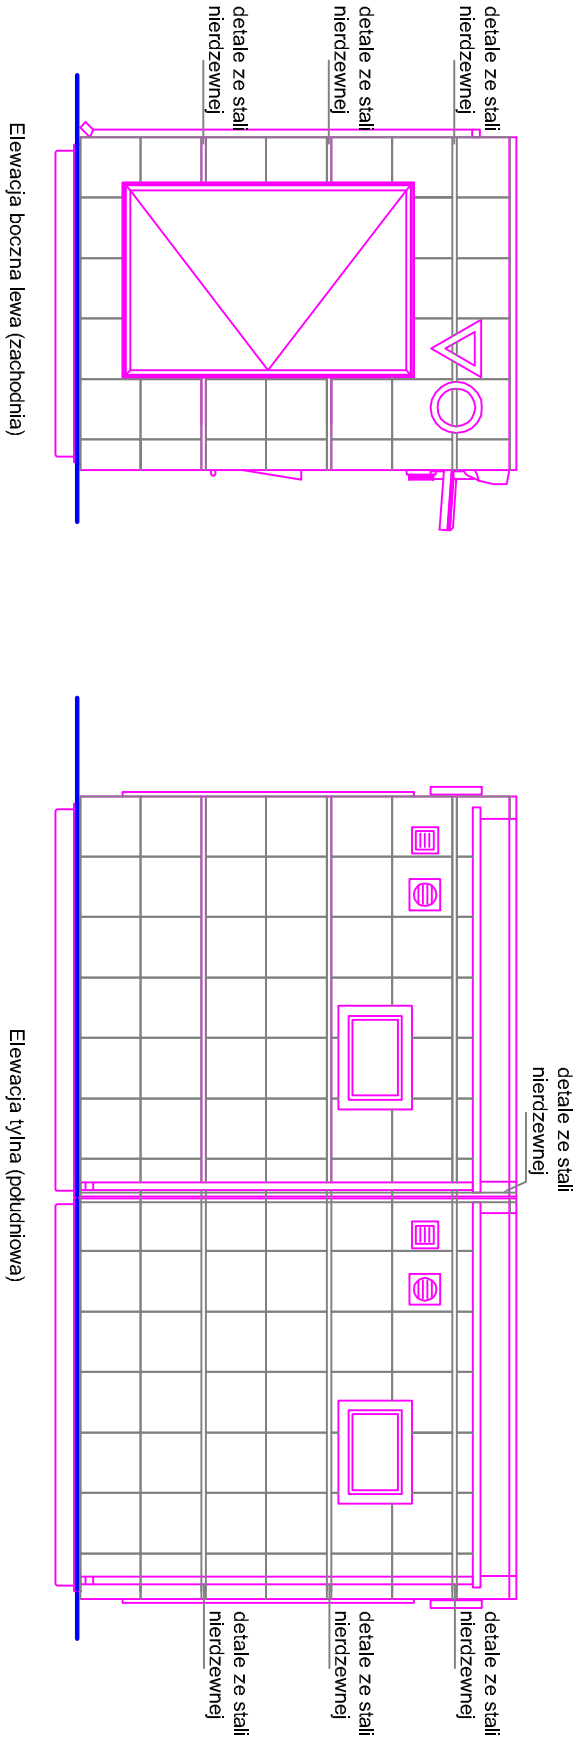 detale ze stali
nierdzewnej
detale ze stali
nierdzewnej
detale ze stali
nierdzewnej
Elewacja boczna lewa (zachodnia)
detale ze stali
nierdzewnej
Elewacja tylna (południowa)
detale ze stali
nierdzewnej
detale ze stali
nierdzewnej
detale ze stali
nierdzewnej